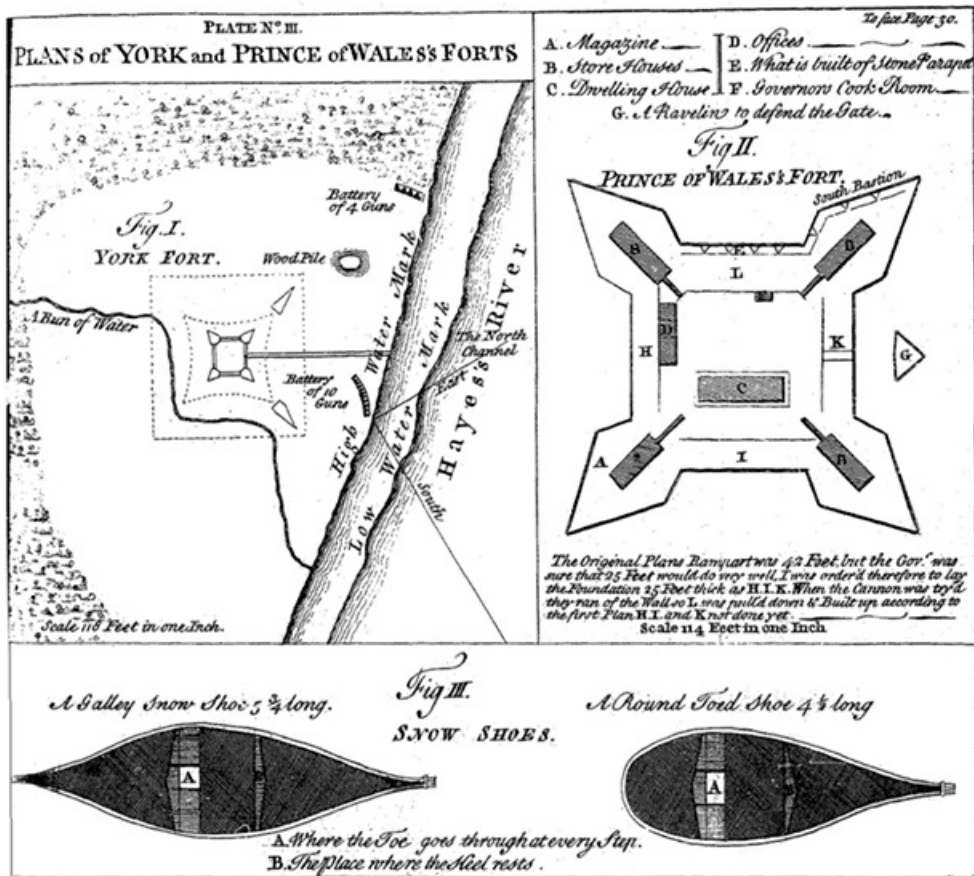 PLATE No. III.
PLANS of YORK and PRINCE of WALES's FORTS
Battery of 4 Guns
Fig. I.
YORK FORT.
Wood Pile
A Run of Water
Battery of 10 Guns
High Water Mark
Low Water Mark
The North Channel
East
Hayes's River
South
Scale 118 Feet in one Inch.
To face Page 30.
A. Magazine
B. Store Houses
C. Dwelling House
D. Offices
E. What is built of Stone Parapet
F. Governors Cook Room
G. A Ravelin to defend the Gate.
Fig II.
PRINCE of WALES's FORT.
South Bastion
B
E
B
L
D
H
K
G
C
A
I
B
The Original Plans Rampart was 42 Feet, but the Govr. was
sure that 25 Feet would do very well, I was order'd therefore to lay
the Foundation 25 Feet thick as H.I.K. When the Cannon was try'd
they ran of the Wall so L was pull'd down & Built up according to
the first Plan H.I. and K not done yet.
Scale 114 Feet in one Inch
Fig III.
SNOW SHOES.
A Galley Snow Shoe 5 3/4 long.
A Round Toed Shoe 4 1/2 long
A
A
A. Where the Toe goes through at every Step.
B. The Place where the Heel rests.